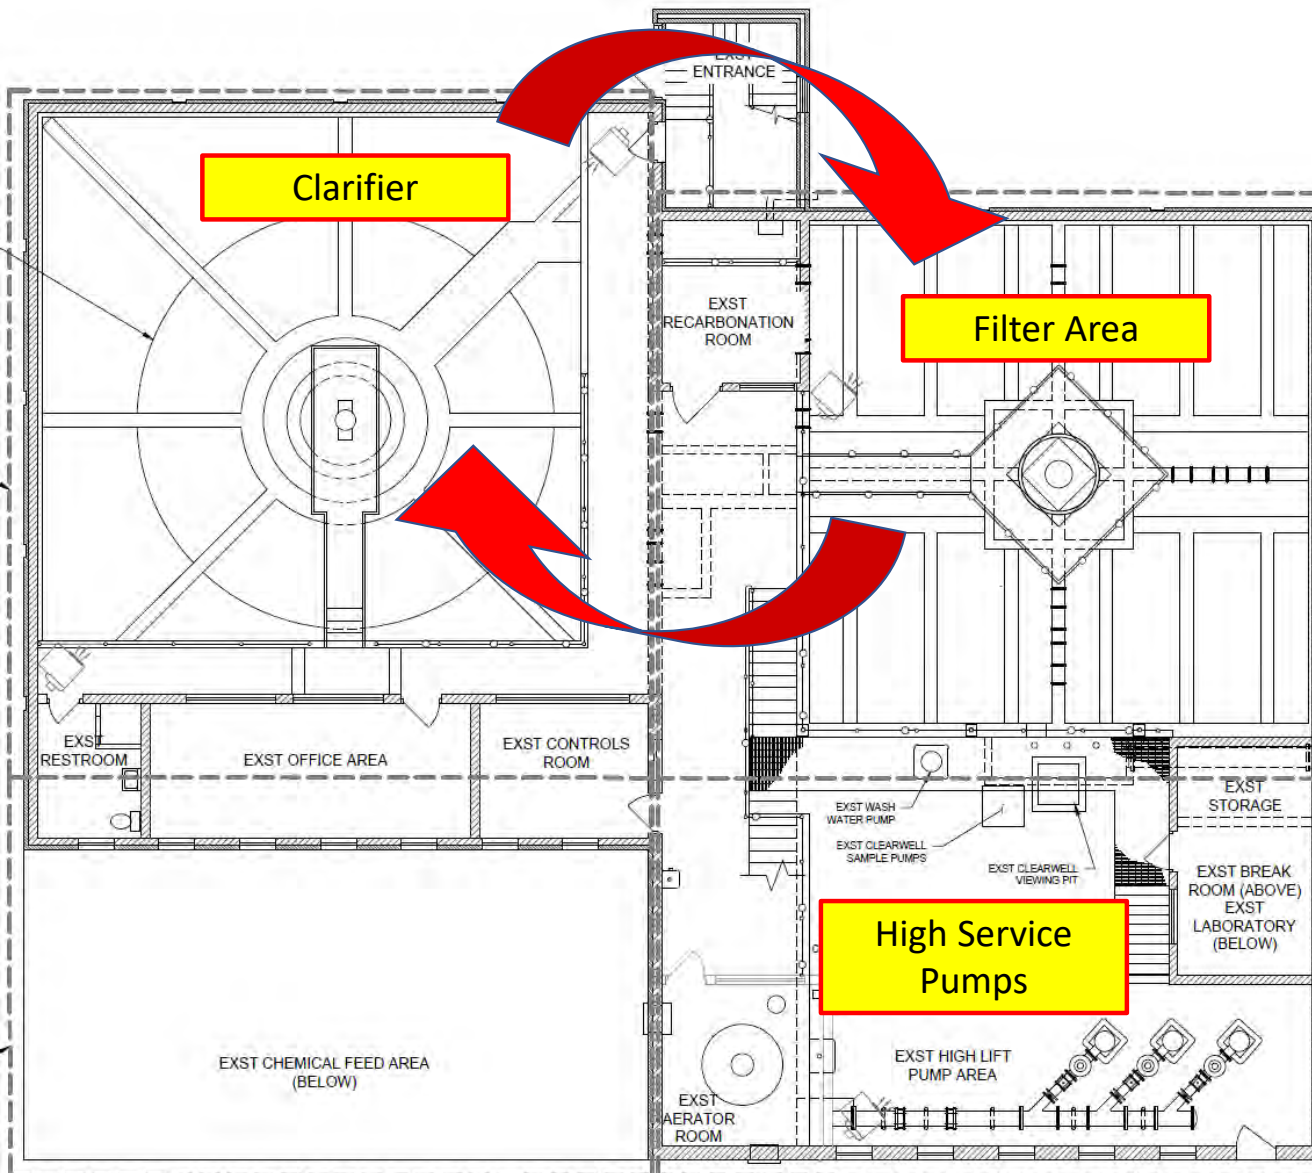 EXST
ENTRANCE
Clarifier
EXST
RECARBONATION
ROOM
Filter Area
EXST
RESTROOM
EXST OFFICE AREA
EXST CONTROLS
ROOM
EXST WASH
WATER PUMP
EXST CLEARWELL
SAMPLE PUMPS
EXST CLEARWELL
VIEWING PIT
EXST
STORAGE
EXST BREAK
ROOM (ABOVE)
EXST
LABORATORY
(BELOW)
High Service
Pumps
EXST CHEMICAL FEED AREA
(BELOW)
EXST HIGH LIFT
PUMP AREA
EXST
AERATOR
ROOM